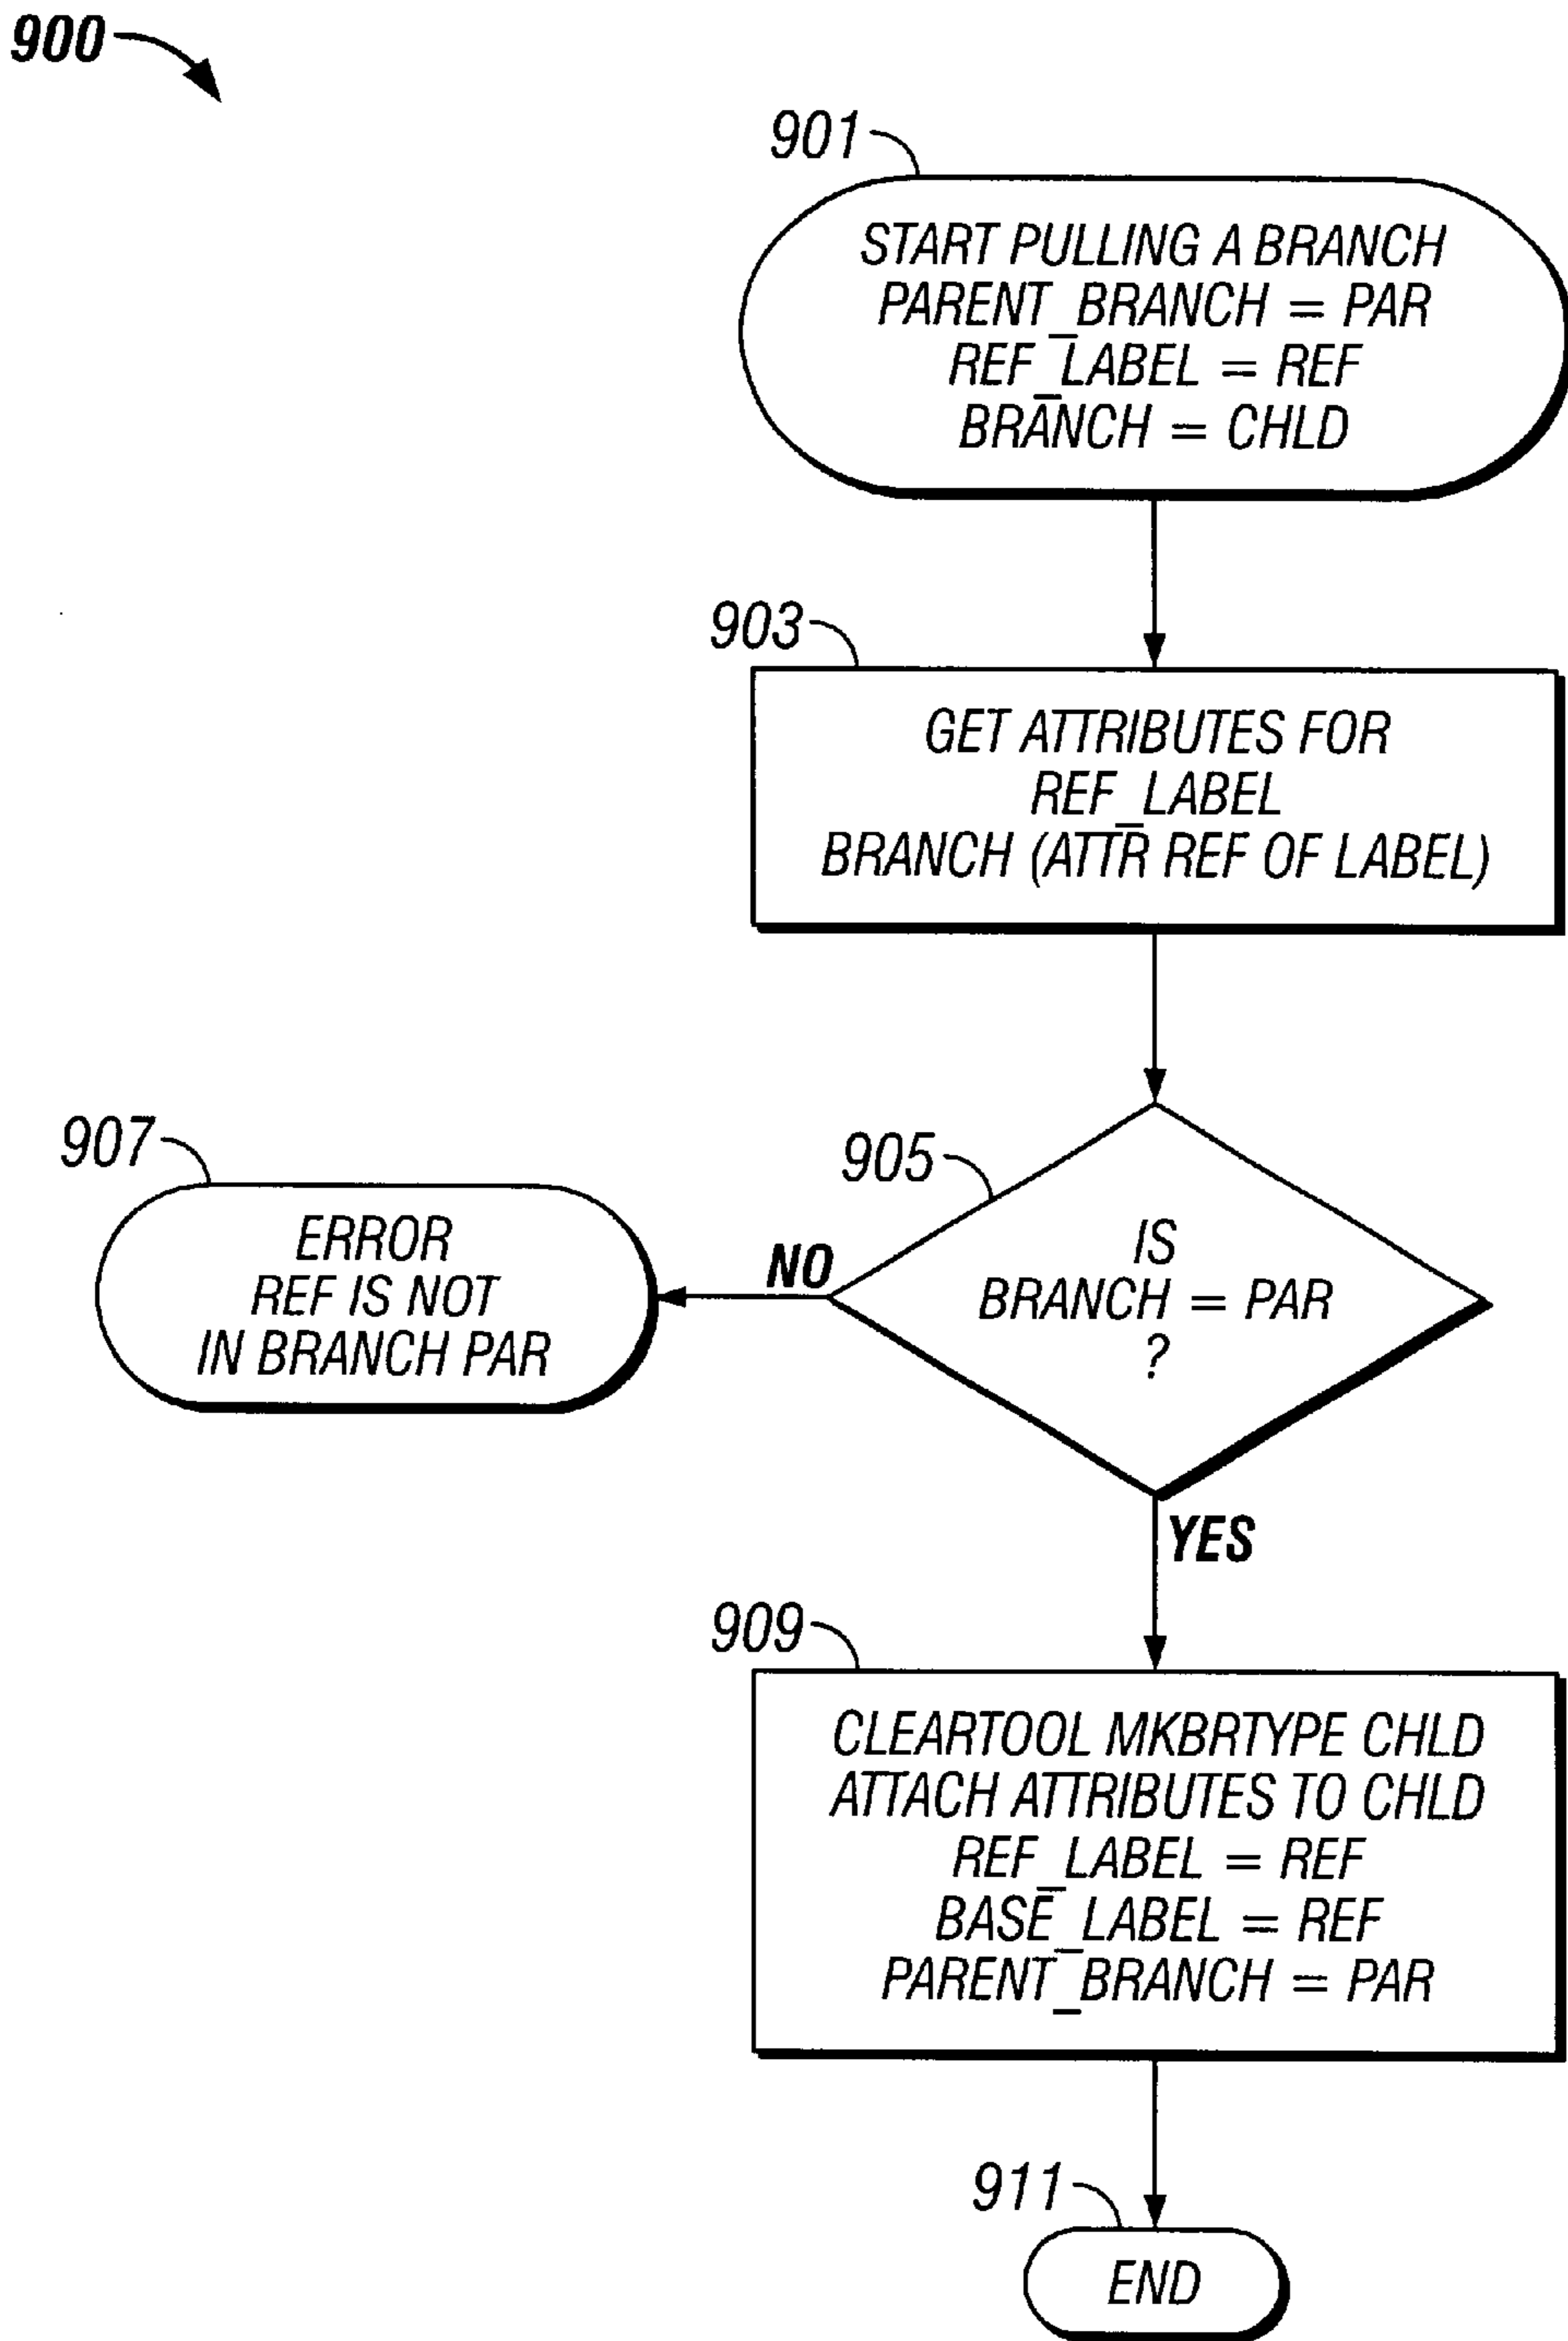 900
901
START PULLING A BRANCH
PARENT_BRANCH = PAR
REF_LABEL = REF
BRANCH = CHLD
903
GET ATTRIBUTES FOR
REF_LABEL
BRANCH (ATTR REF OF LABEL)
905
IS
BRANCH = PAR
?
NO
907
ERROR
REF IS NOT
IN BRANCH PAR
YES
909
CLEARTOOL MKBRTYPE CHLD
ATTACH ATTRIBUTES TO CHLD
REF_LABEL = REF
BASE_LABEL = REF
PARENT_BRANCH = PAR
911
END